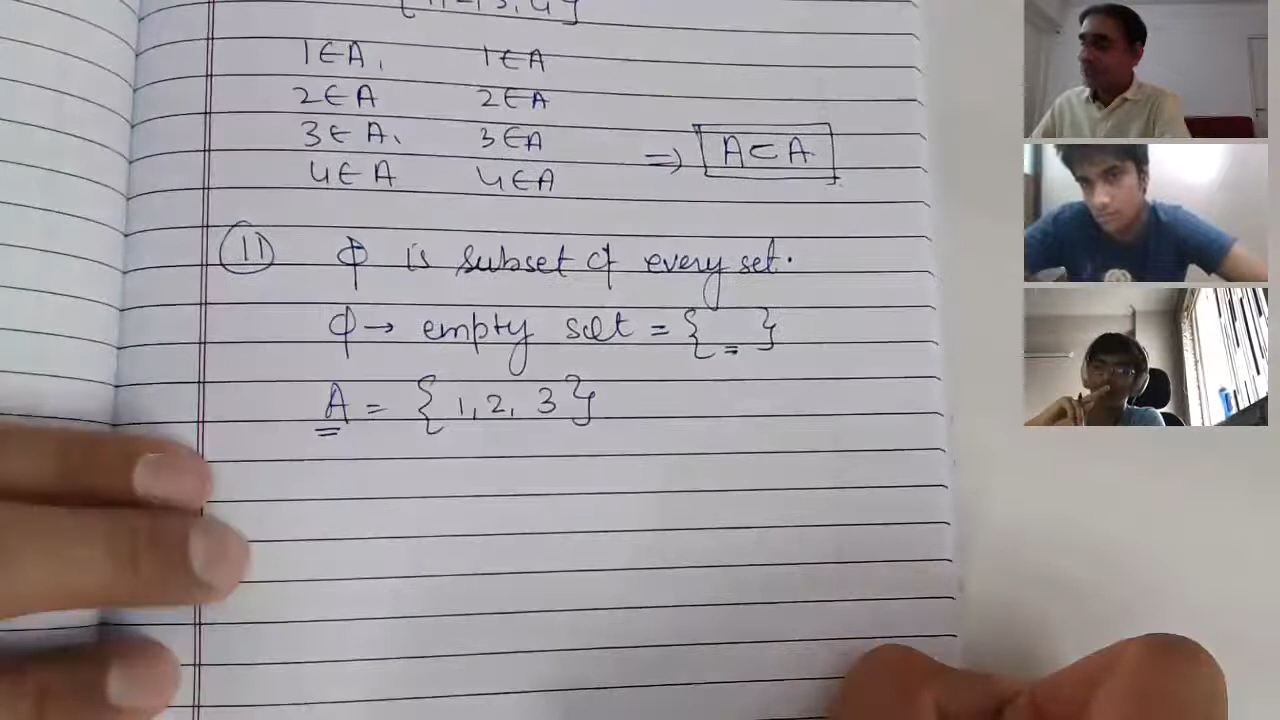 1∈A, 1∈A
2∈A 2∈A
3∈A, 3∈A
4∈A 4∈A ⇒ A⊂A
(11) Φ is subset of every set.
Φ→ empty set = { }
A = {1, 2, 3}